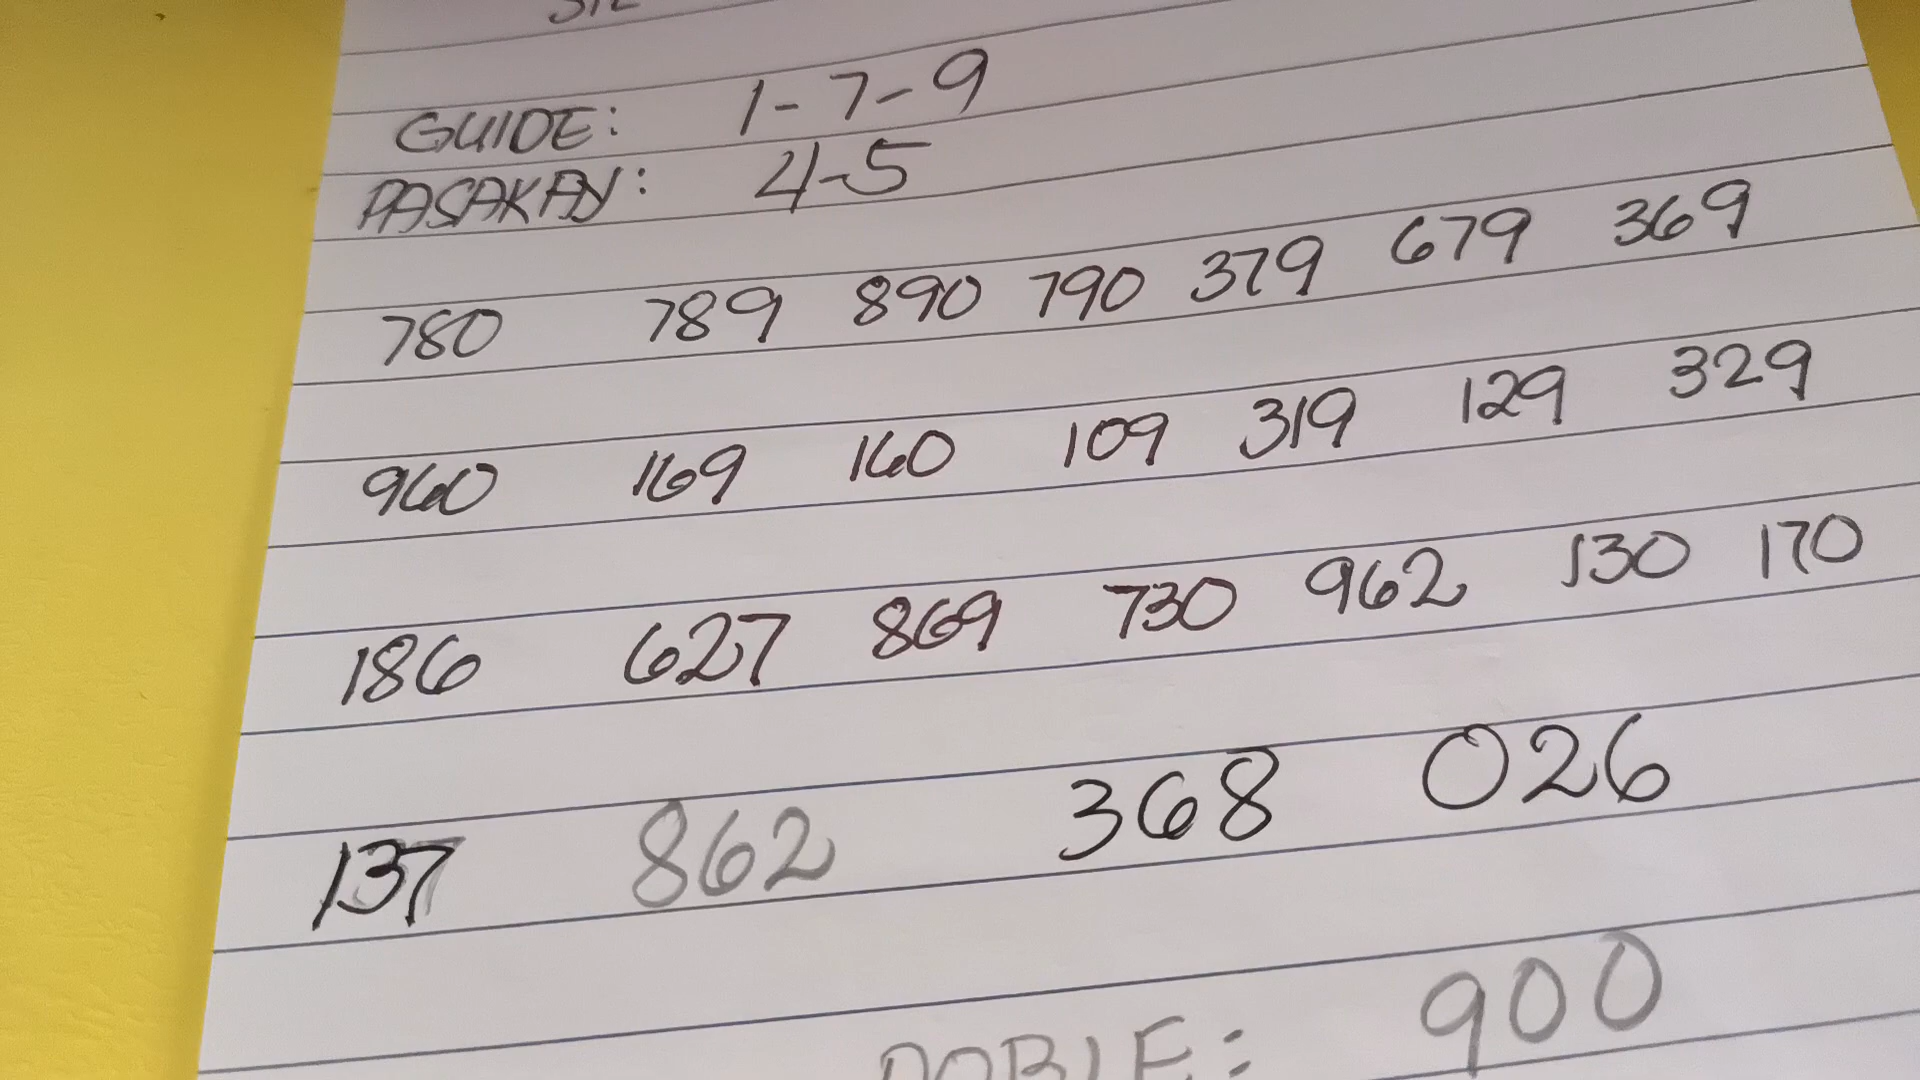 GUIDE: 1-7-9
PASAKAY: 4-5
780 789 890 790 379 679 369
960 169 160 109 319 129 329
186 627 869 730 962 130 170
137 862 368 026
DOBLE: 900